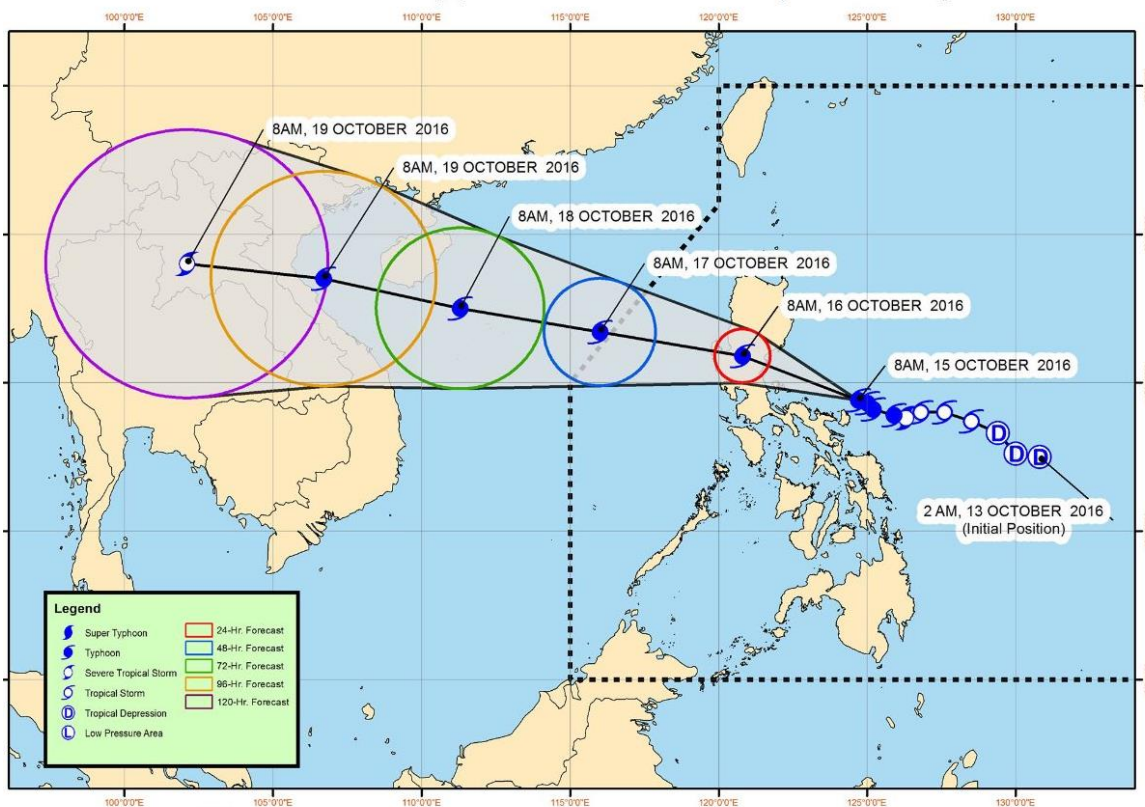 100°0'0"E 105°0'0"E 110°0'0"E 115°0'0"E 120°0'0"E 125°0'0"E 130°0'0"E
8AM, 19 OCTOBER 2016
8AM, 19 OCTOBER 2016
8AM, 18 OCTOBER 2016
8AM, 17 OCTOBER 2016
8AM, 16 OCTOBER 2016
8AM, 15 OCTOBER 2016
D
D
D
2 AM, 13 OCTOBER 2016
(Initial Position)
Legend
Super Typhoon
Typhoon
Severe Tropical Storm
Tropical Storm
D Tropical Depression
L Low Pressure Area
24-Hr. Forecast
48-Hr. Forecast
72-Hr. Forecast
96-Hr. Forecast
120-Hr. Forecast
100°0'0"E 105°0'0"E 110°0'0"E 115°0'0"E 120°0'0"E 125°0'0"E 130°0'0"E